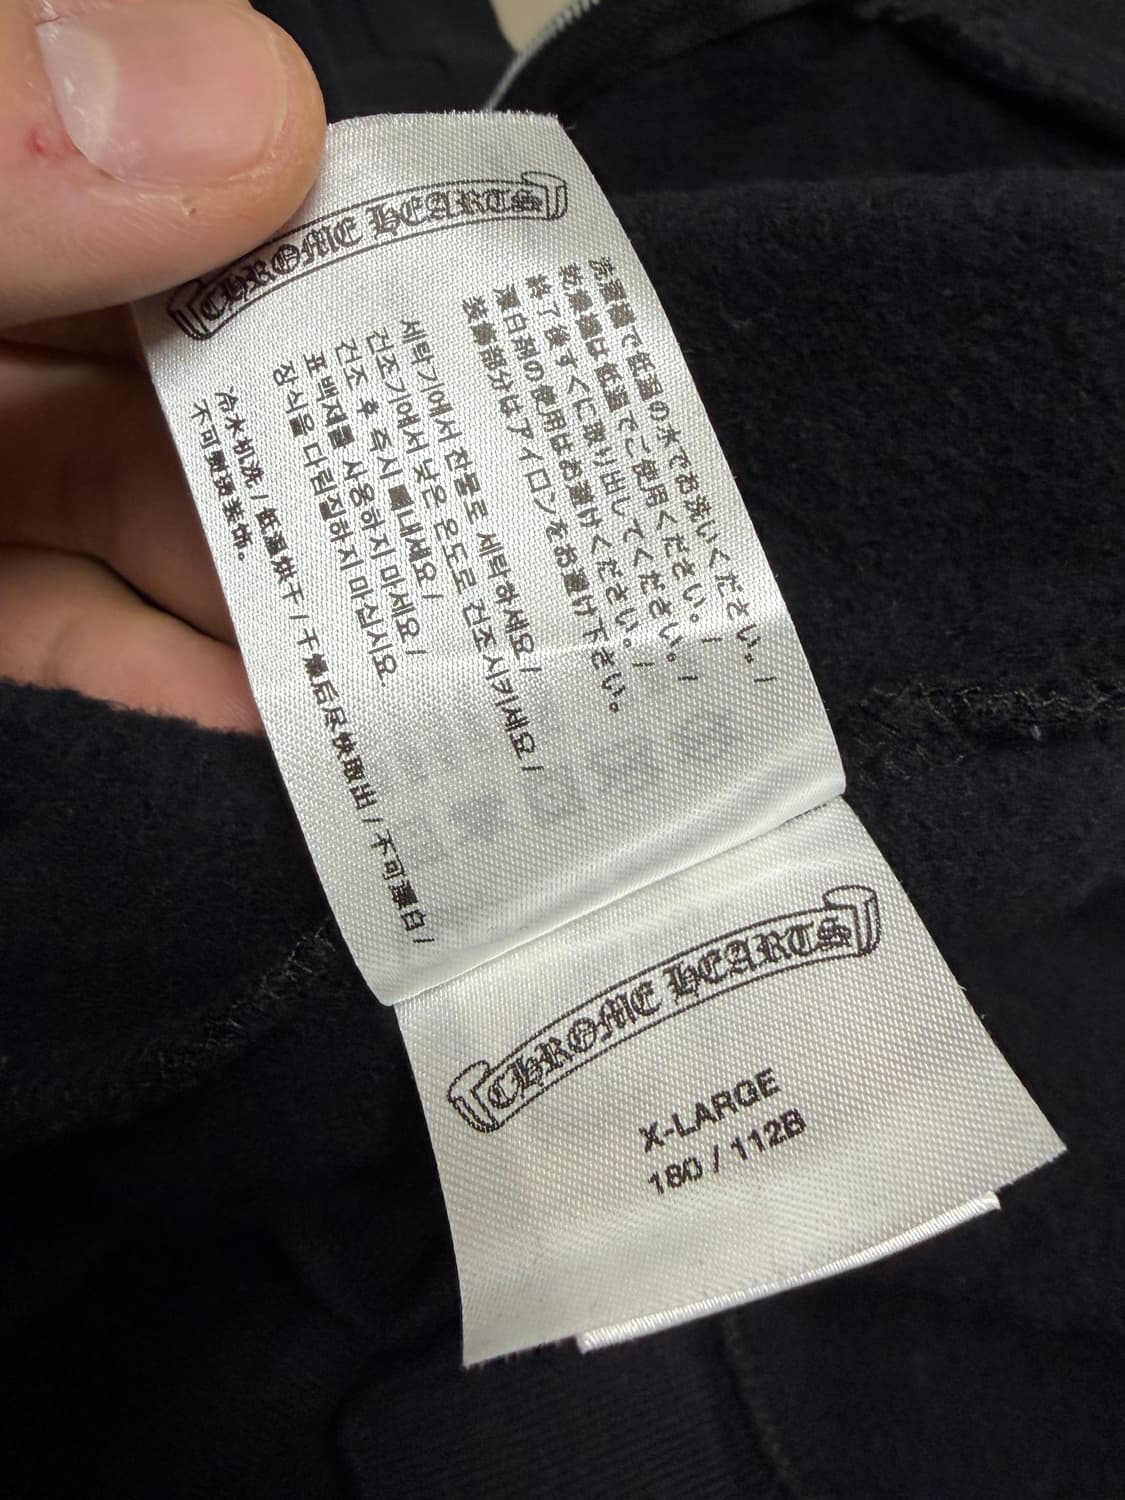 CHROME HEARTS
洗濯機で低温の水でお洗いください。/
乾燥機は低温でご使用ください。/
終了後すぐに取り出してください。/
漂白剤の使用はお避けください。/
装飾部分はアイロンをお避け下さい。
세탁기에서 찬물로 세탁하세요 /
건조기에서 낮은 온도로 건조시키세요 /
건조 후 즉시 빼내세요 /
표백제를 사용하지 마세요 /
장식을 다림질하지 마십시요.
冷水机洗 / 低温烘干 / 干燥后尽快取出 / 不可漂白 /
不可熨烫装饰。
CHROME HEARTS
X-LARGE
180 / 112B